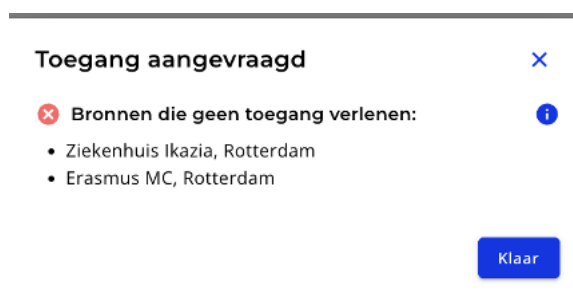 Toegang aangevraagd
Bronnen die geen toegang verlenen:
• Ziekenhuis Ikazia, Rotterdam
• Erasmus MC, Rotterdam
Klaar